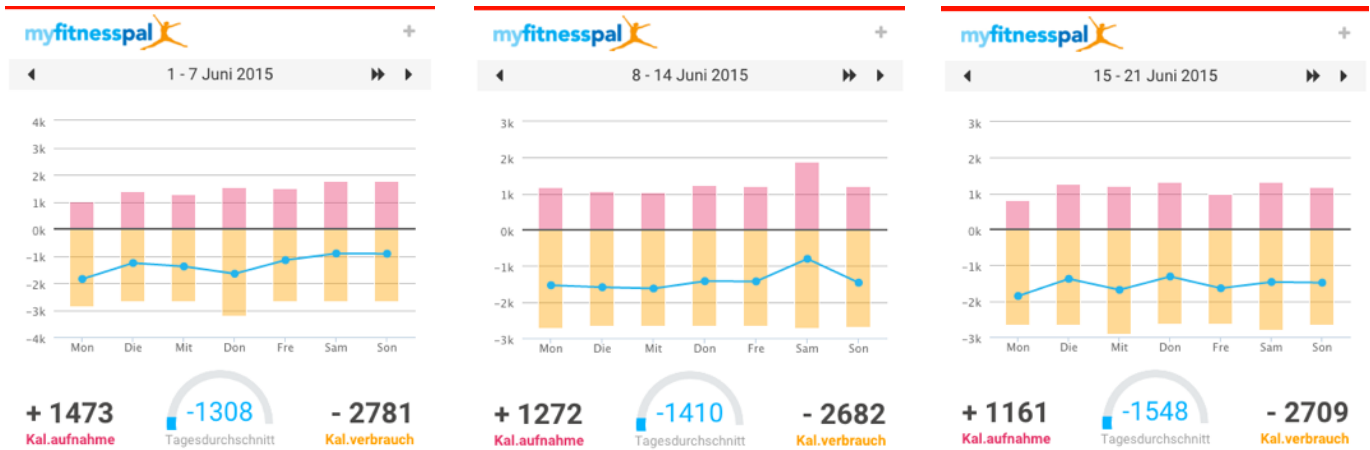 myfitnesspal
+
1 - 7 Juni 2015
4k
3k
2k
1k
0k
-1k
-2k
-3k
-4k
Mon Die Mit Don Fre Sam Son
+ 1473 -1308 - 2781
Kal.aufnahme Tagesdurchschnitt Kal.verbrauch
myfitnesspal
+
8 - 14 Juni 2015
3k
2k
1k
0k
-1k
-2k
-3k
Mon Die Mit Don Fre Sam Son
+ 1272 -1410 - 2682
Kal.aufnahme Tagesdurchschnitt Kal.verbrauch
myfitnesspal
+
15 - 21 Juni 2015
3k
2k
1k
0k
-1k
-2k
-3k
Mon Die Mit Don Fre Sam Son
+ 1161 -1548 - 2709
Kal.aufnahme Tagesdurchschnitt Kal.verbrauch